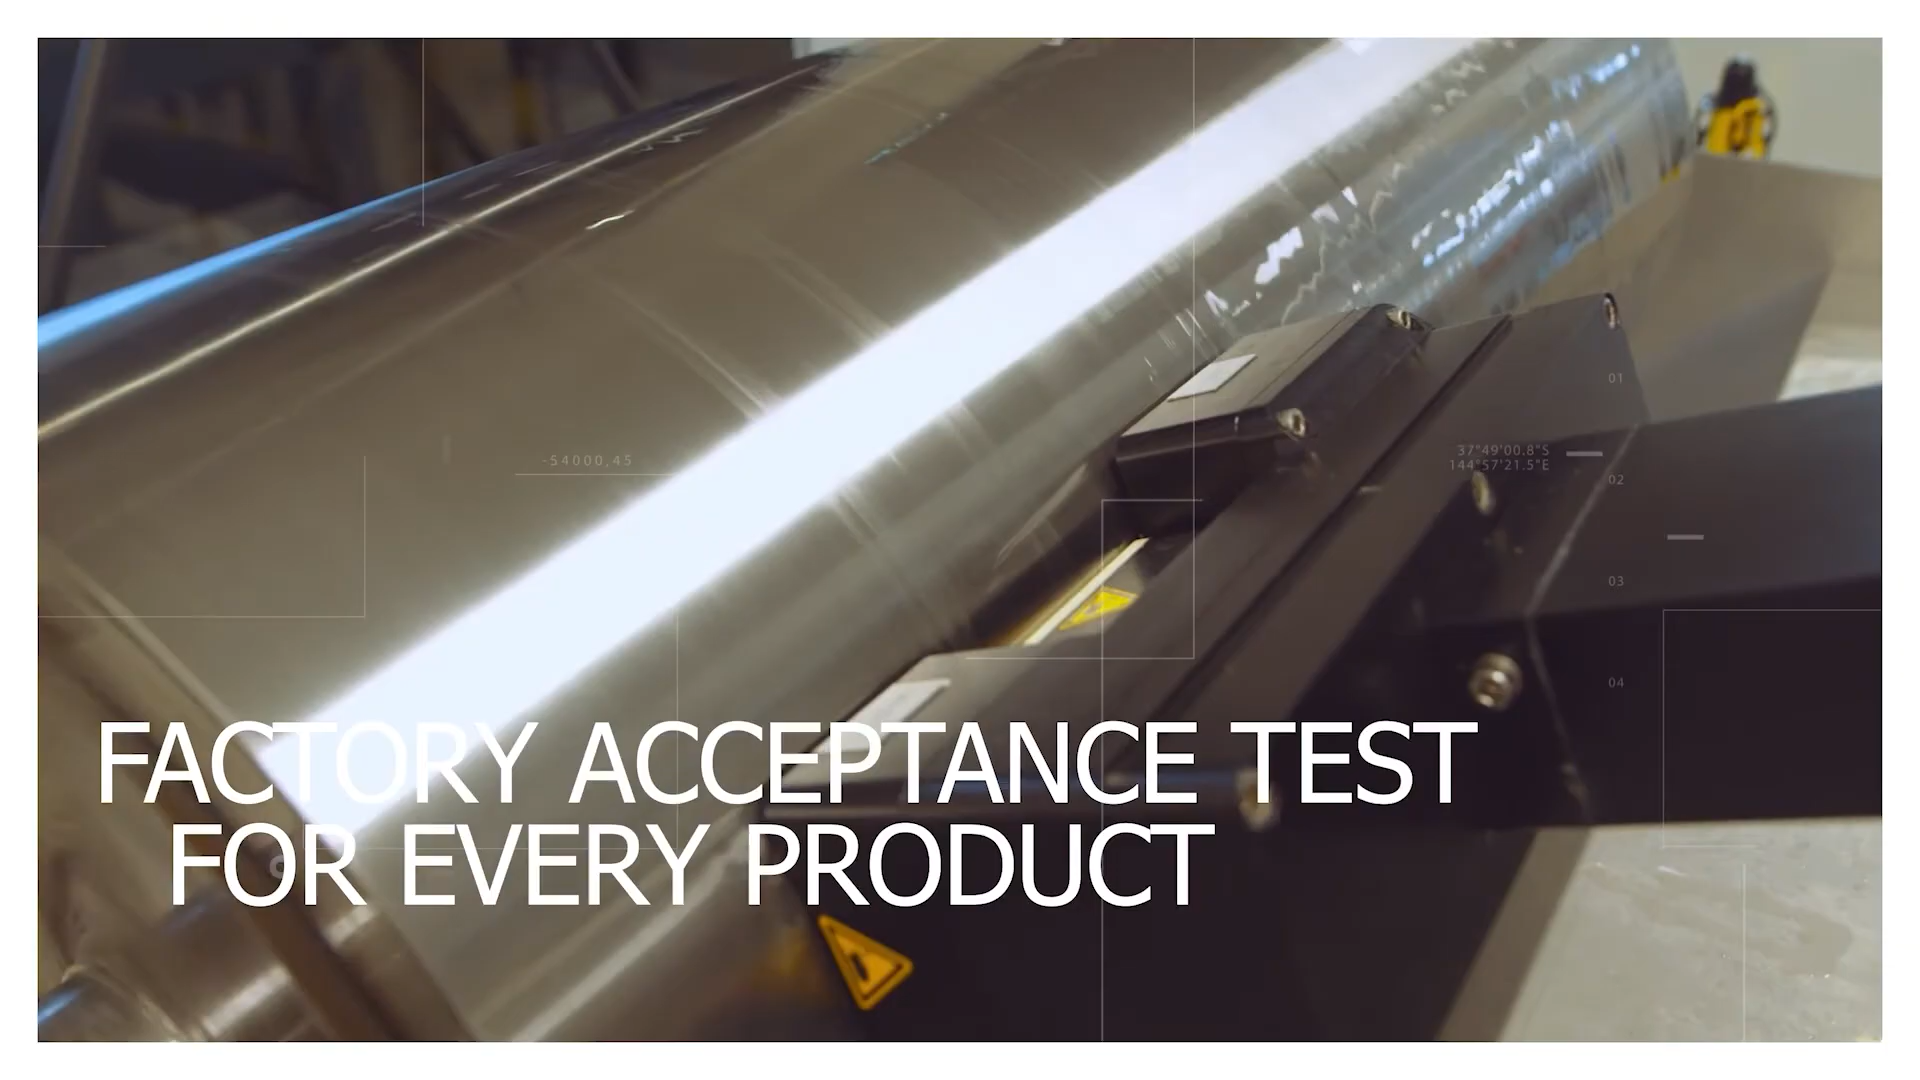 01
-54000,45
37°49'00.8"S
144°57'21.5"E
02
03
04
FACTORY ACCEPTANCE TEST
FOR EVERY PRODUCT